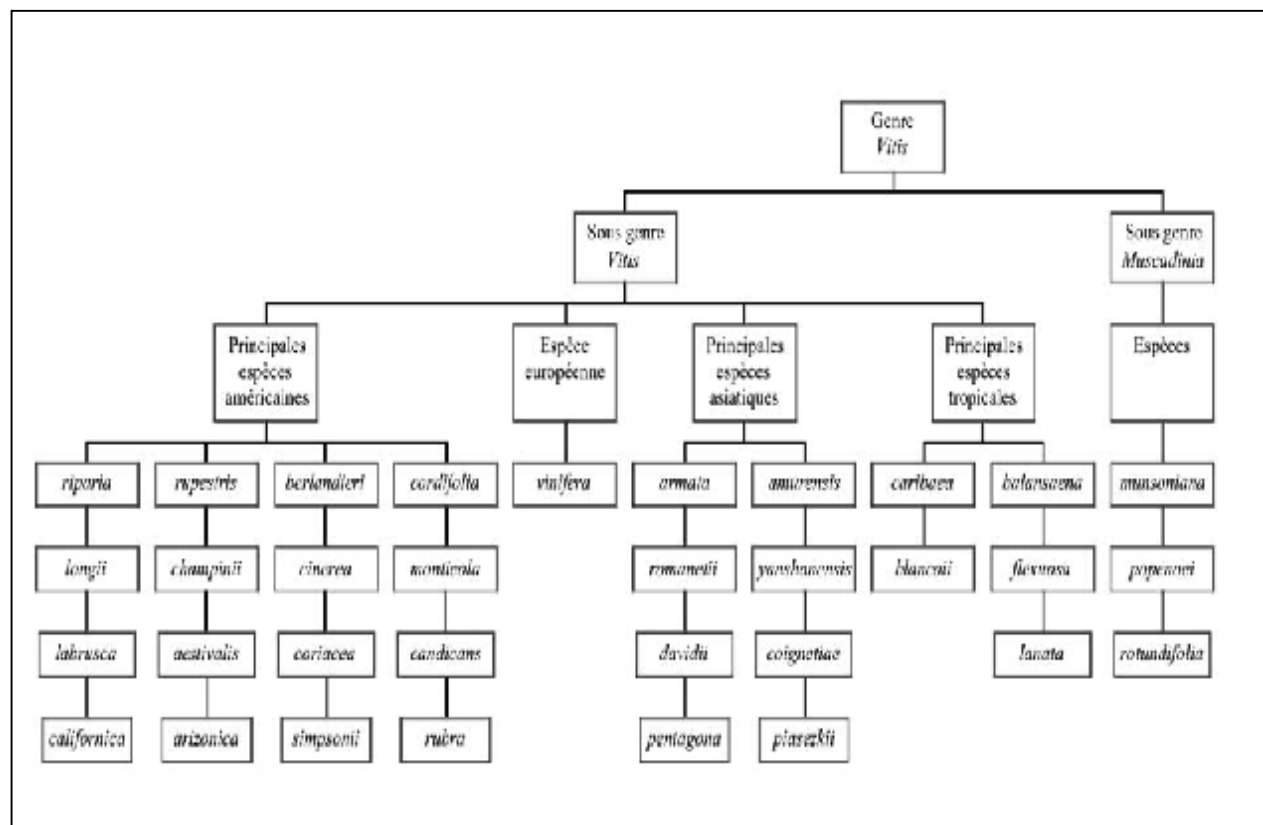 Genre
Vitis
Sous genre
Vitis
Sous genre
Muscadinia
Principales
espèces
américaines
Espèce
européenne
Principales
espèces
asiatiques
Principales
espèces
tropicales
Espèces
riparia
rupestris
berlandieri
cordifolia
vinifera
armata
amurensis
caribaea
balansaena
munsoniana
longii
champinii
cinerea
monticola
romanetii
yenshanensis
blancoii
flexuosa
popenoei
labrusca
aestivalis
coriacea
candicans
davidii
coignatiae
lanata
rotundifolia
californica
arizonica
simpsonii
rubra
pentagona
piasezkii